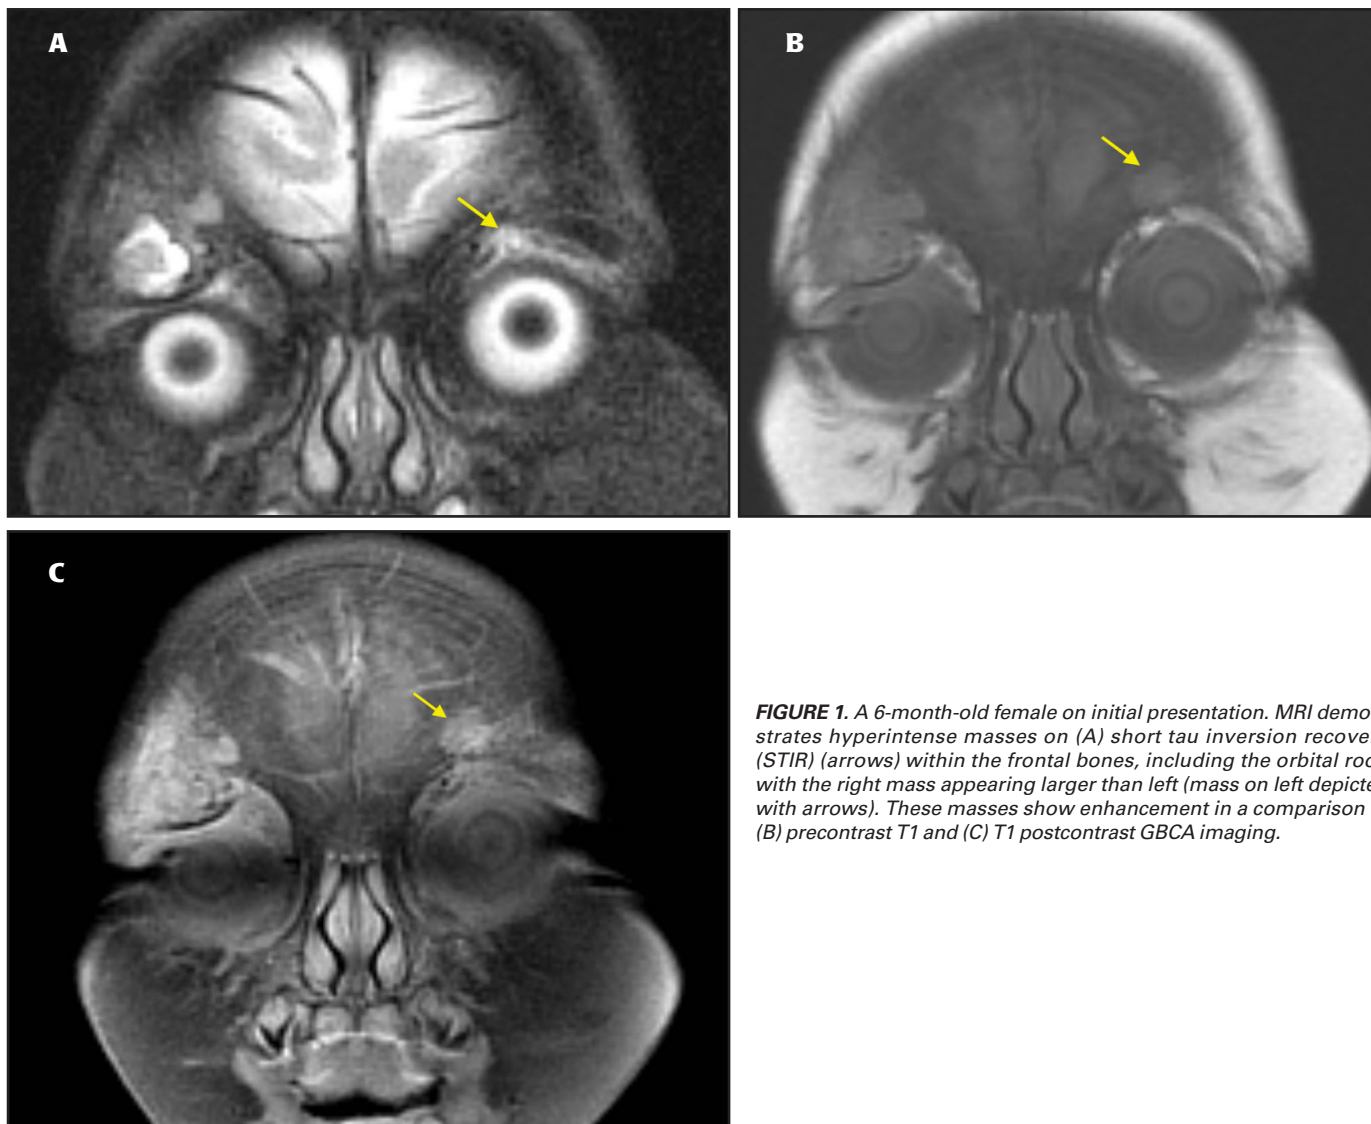 A
B
C
FIGURE 1. A 6-month-old female on initial presentation. MRI demo
strates hyperintense masses on (A) short tau inversion recover
(STIR) (arrows) within the frontal bones, including the orbital roo
with the right mass appearing larger than left (mass on left depicte
with arrows). These masses show enhancement in a comparison
(B) precontrast T1 and (C) T1 postcontrast GBCA imaging.